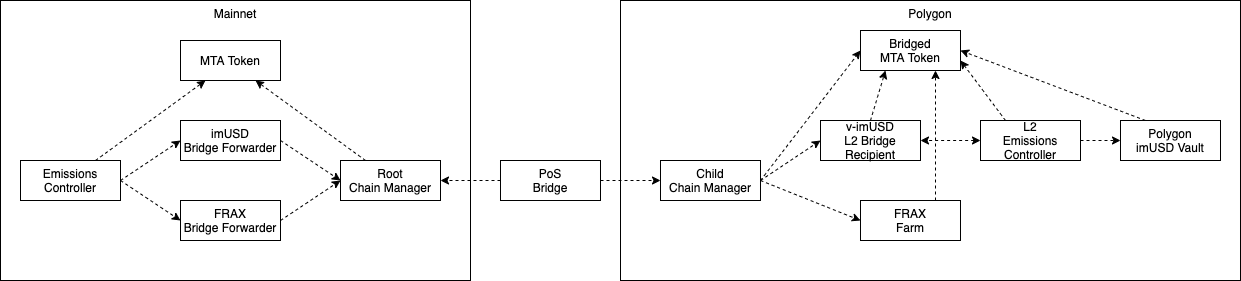 Mainnet
MTA Token
imUSD
Bridge Forwarder
Emissions
Controller
FRAX
Bridge Forwarder
Root
Chain Manager
PoS
Bridge
Polygon
Bridged
MTA Token
v-imUSD
L2 Bridge
Recipient
L2
Emissions
Controller
Polygon
imUSD Vault
Child
Chain Manager
FRAX
Farm